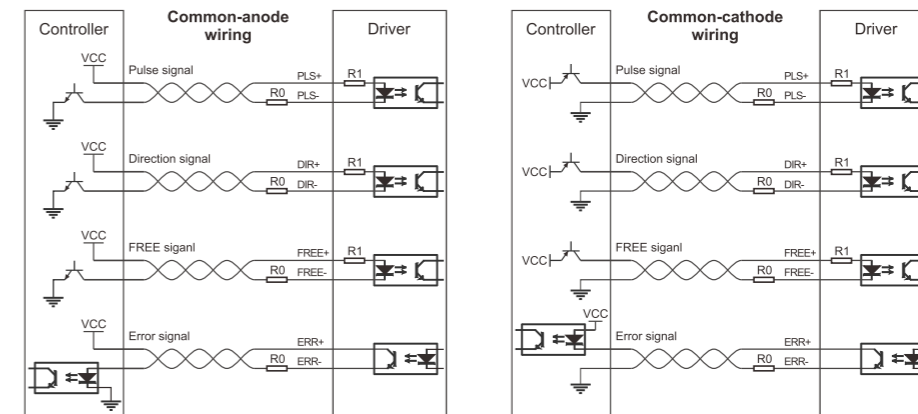 Controller
Common-anode
wiring
Driver
VCC
Pulse signal
PLS+
R1
R0
PLS-
VCC
Direction signal
DIR+
R1
R0
DIR-
VCC
FREE siganl
FREE+
R1
R0
FREE-
VCC
Error signal
ERR+
R0
ERR-
Controller
Common-cathode
wiring
Driver
VCC
Pulse signal
PLS+
R1
R0
PLS-
VCC
Direction signal
DIR+
R1
R0
DIR-
VCC
FREE siganl
FREE+
R1
R0
FREE-
VCC
Error signal
ERR+
R0
ERR-